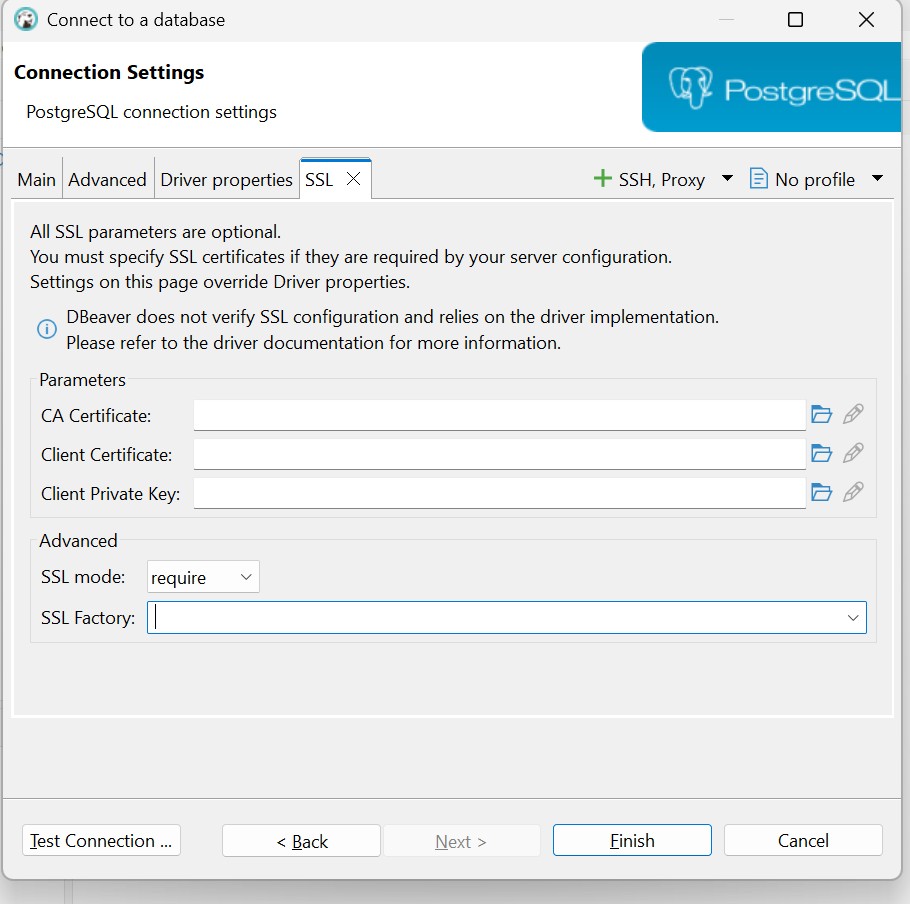 Connect to a database
Connection Settings
PostgreSQL connection settings
PostgreSQL
Main
Advanced
Driver properties
SSL
SSH, Proxy
No profile
All SSL parameters are optional.
You must specify SSL certificates if they are required by your server configuration.
Settings on this page override Driver properties.
DBeaver does not verify SSL configuration and relies on the driver implementation.
Please refer to the driver documentation for more information.
Parameters
CA Certificate:
Client Certificate:
Client Private Key:
Advanced
SSL mode: require
SSL Factory:
Test Connection ...
< Back
Next >
Finish
Cancel